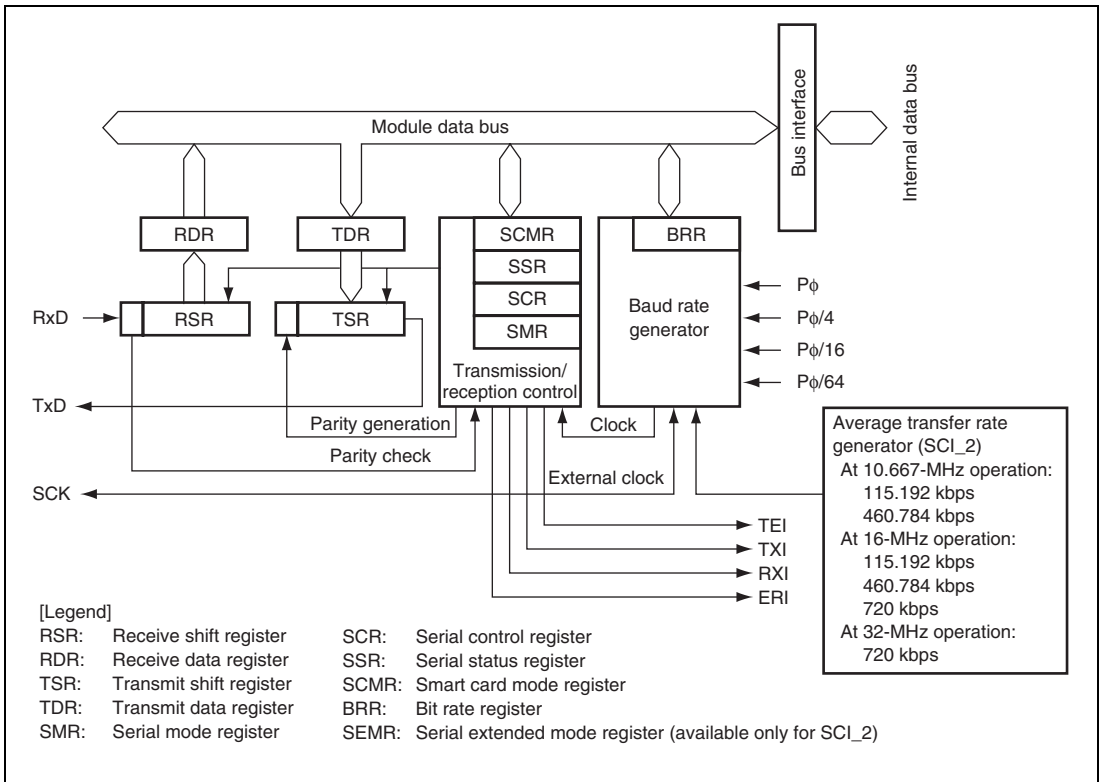 Module data bus
Bus interface
Internal data bus
RDR
TDR
SCMR
SSR
SCR
SMR
BRR
Baud rate
generator
Pϕ
Pϕ/4
Pϕ/16
Pϕ/64
RxD
RSR
TSR
Transmission/
reception control
TxD
Parity generation
Clock
Parity check
SCK
External clock
Average transfer rate
generator (SCI_2)
At 10.667-MHz operation:
115.192 kbps
460.784 kbps
At 16-MHz operation:
115.192 kbps
460.784 kbps
720 kbps
At 32-MHz operation:
720 kbps
TEI
TXI
RXI
ERI
[Legend]
RSR: Receive shift register
RDR: Receive data register
TSR: Transmit shift register
TDR: Transmit data register
SMR: Serial mode register
SCR: Serial control register
SSR: Serial status register
SCMR: Smart card mode register
BRR: Bit rate register
SEMR: Serial extended mode register (available only for SCI_2)